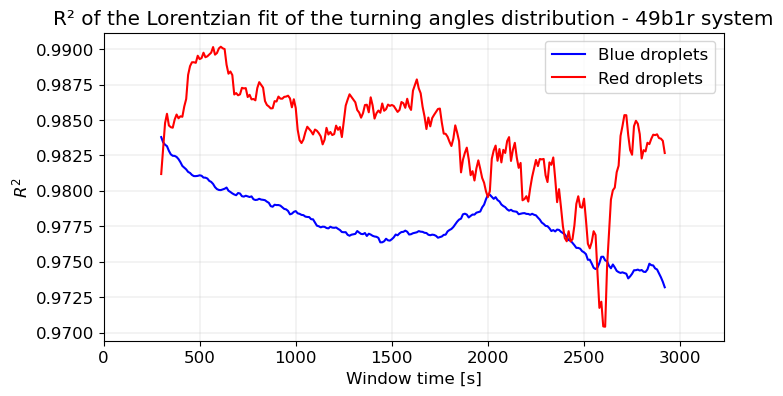 R² of the Lorentzian fit of the turning angles distribution - 49b1r system
Blue droplets
Red droplets
0.9900
0.9875
0.9850
0.9825
0.9800
0.9775
0.9750
0.9725
0.9700
R²
0 500 1000 1500 2000 2500 3000
Window time [s]